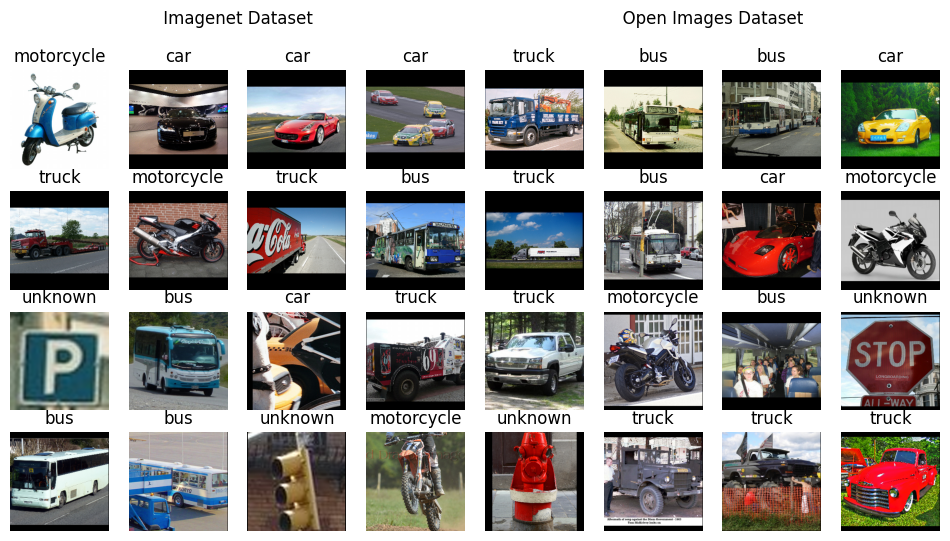 Imagenet Dataset Open Images Dataset
motorcycle car car car truck bus bus car
truck motorcycle truck bus truck bus car motorcycle
Coca-Cola
unknown bus car truck truck motorcycle bus unknown
P
STOP
ALL-WAY
bus bus unknown motorcycle unknown truck truck truck